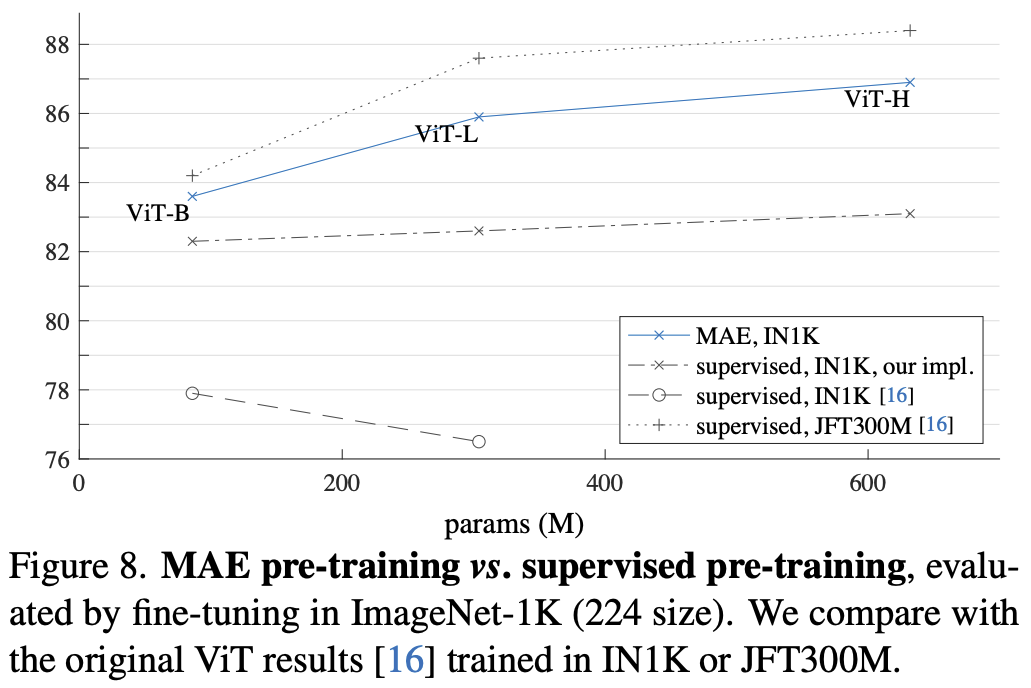 88
86
84
82
80
78
76
0
200
400
600
params (M)
ViT-B
ViT-L
ViT-H
MAE, IN1K
supervised, IN1K, our impl.
supervised, IN1K [16]
supervised, JFT300M [16]
Figure 8. MAE pre-training vs. supervised pre-training, evalu-
ated by fine-tuning in ImageNet-1K (224 size). We compare with
the original ViT results [16] trained in IN1K or JFT300M.